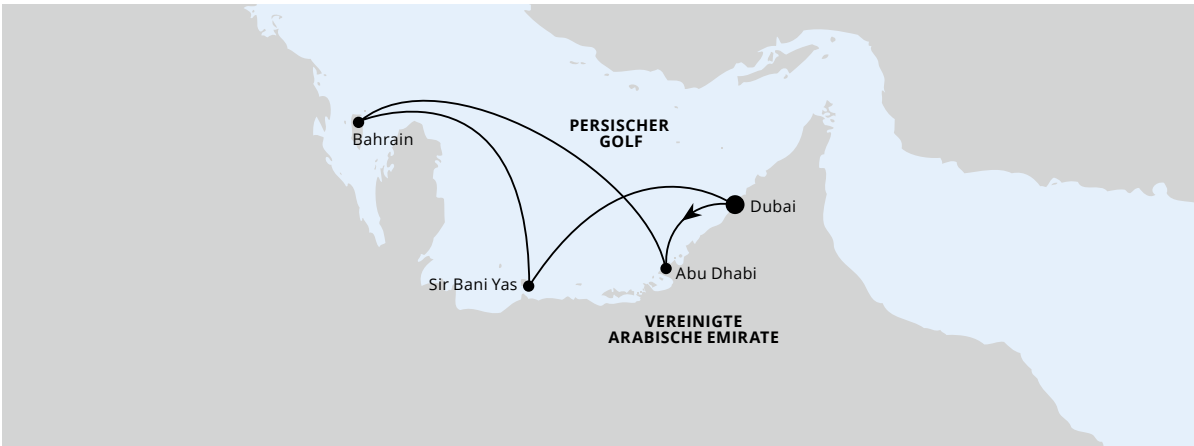 PERSISCHER
GOLF
Bahrain
Dubai
Abu Dhabi
Sir Bani Yas
VEREINIGTE
ARABISCHE EMIRATE